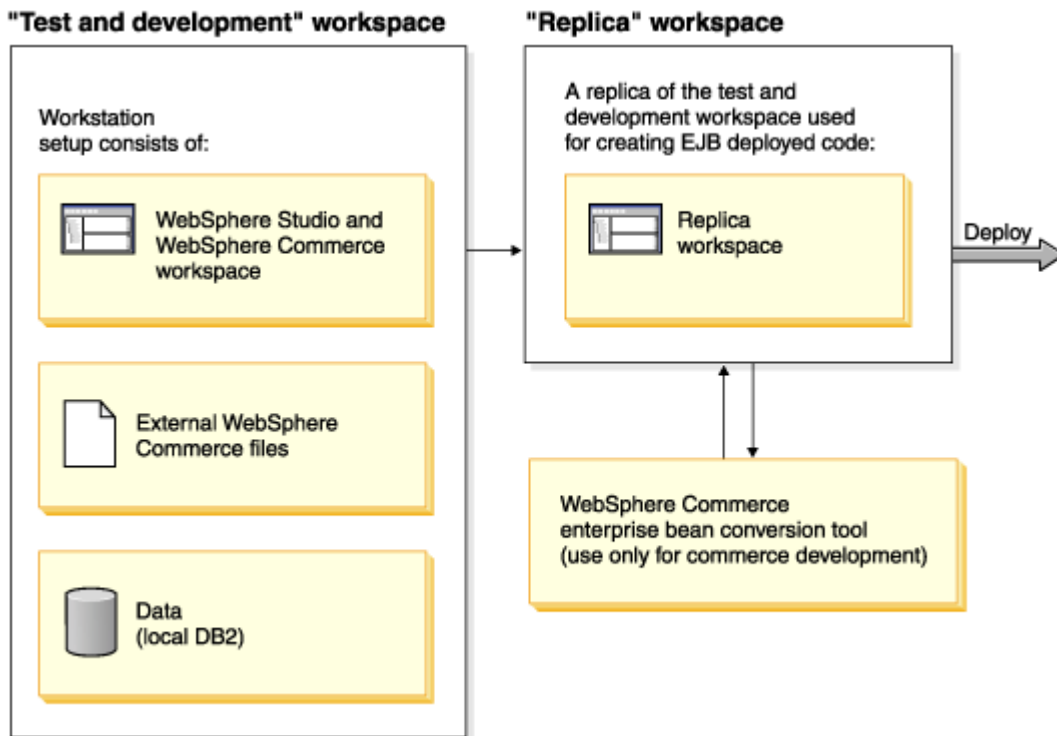 "Test and development" workspace
Workstation
setup consists of:
WebSphere Studio and
WebSphere Commerce
workspace
External WebSphere
Commerce files
Data
(local DB2)
"Replica" workspace
A replica of the test and
development workspace used
for creating EJB deployed code:
Replica
workspace
Deploy
WebSphere Commerce
enterprise bean conversion tool
(use only for commerce development)